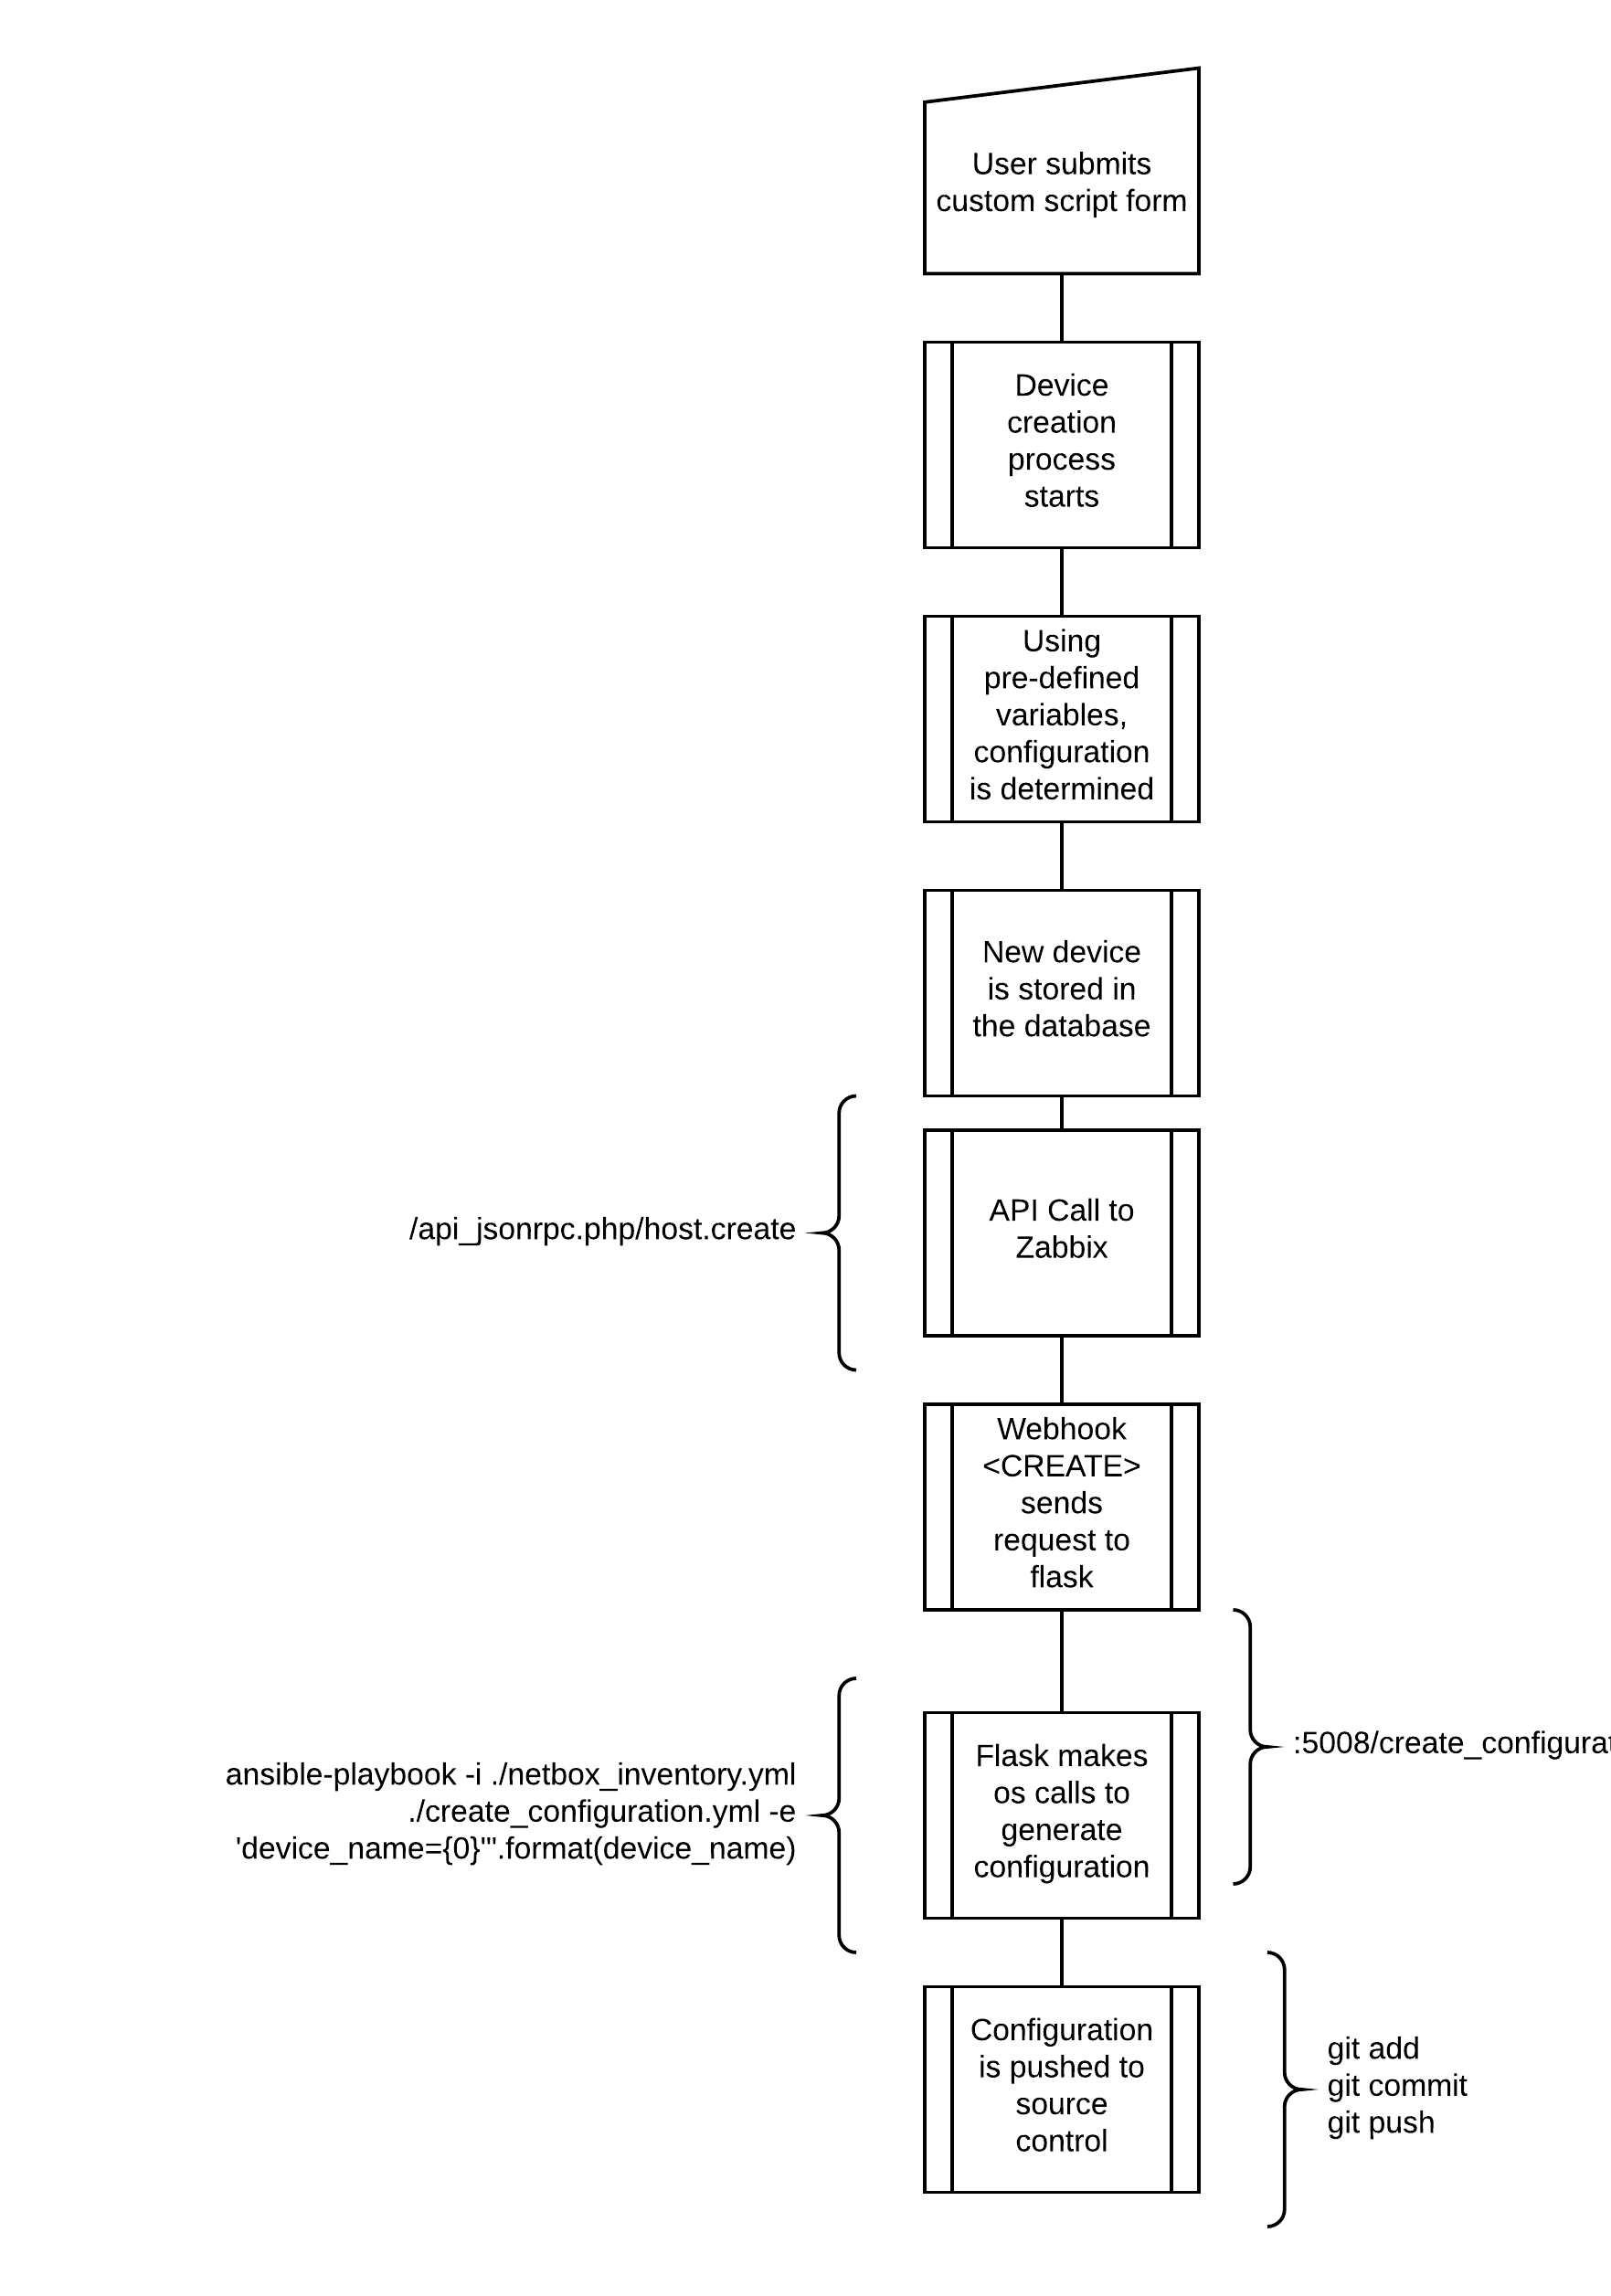 User submits
custom script form
Device
creation
process
starts
Using
pre-defined
variables,
configuration
is determined
New device
is stored in
the database
/api_jsonrpc.php/host.create
API Call to
Zabbix
Webhook
<CREATE>
sends
request to
flask
ansible-playbook -i ./netbox_inventory.yml
./create_configuration.yml -e
'device_name={0}'".format(device_name)
Flask makes
os calls to
generate
configuration
:5008/create_configurat
Configuration
is pushed to
source
control
git add
git commit
git push